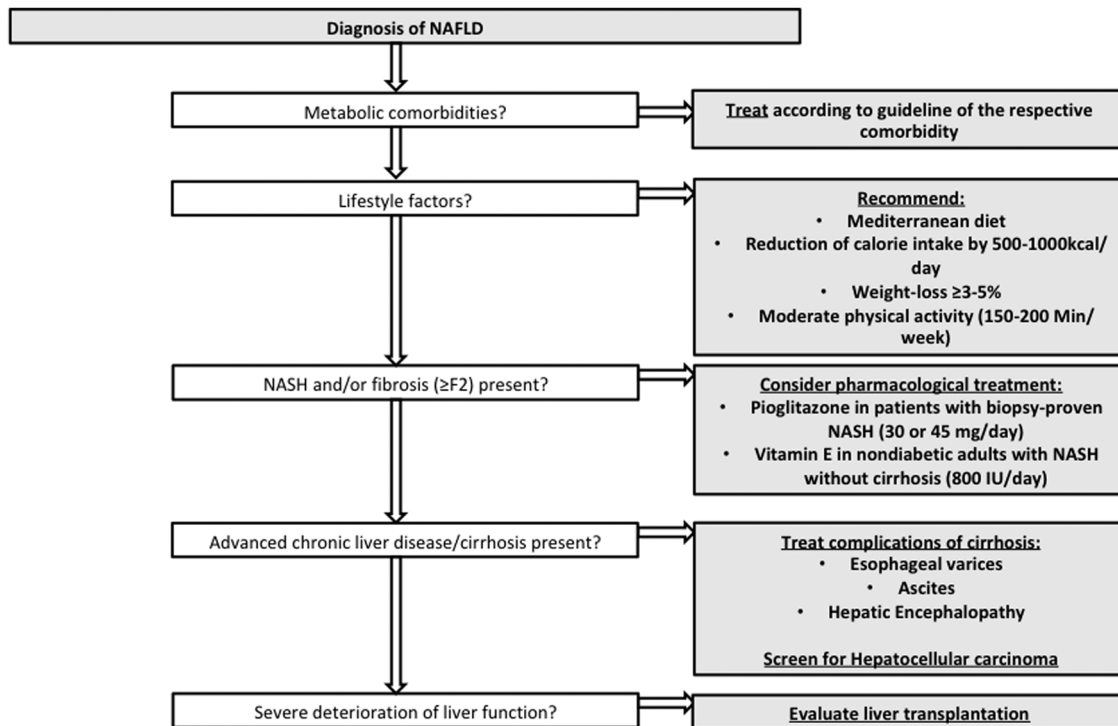 Diagnosis of NAFLD
Metabolic comorbidities?
Treat according to guideline of the respective
comorbidity
Lifestyle factors?
Recommend:
• Mediterranean diet
• Reduction of calorie intake by 500-1000kcal/
day
• Weight-loss ≥3-5%
• Moderate physical activity (150-200 Min/
week)
NASH and/or fibrosis (≥F2) present?
Consider pharmacological treatment:
• Pioglitazone in patients with biopsy-proven
NASH (30 or 45 mg/day)
• Vitamin E in nondiabetic adults with NASH
without cirrhosis (800 IU/day)
Advanced chronic liver disease/cirrhosis present?
Treat complications of cirrhosis:
• Esophageal varices
• Ascites
• Hepatic Encephalopathy
Screen for Hepatocellular carcinoma
Severe deterioration of liver function?
Evaluate liver transplantation